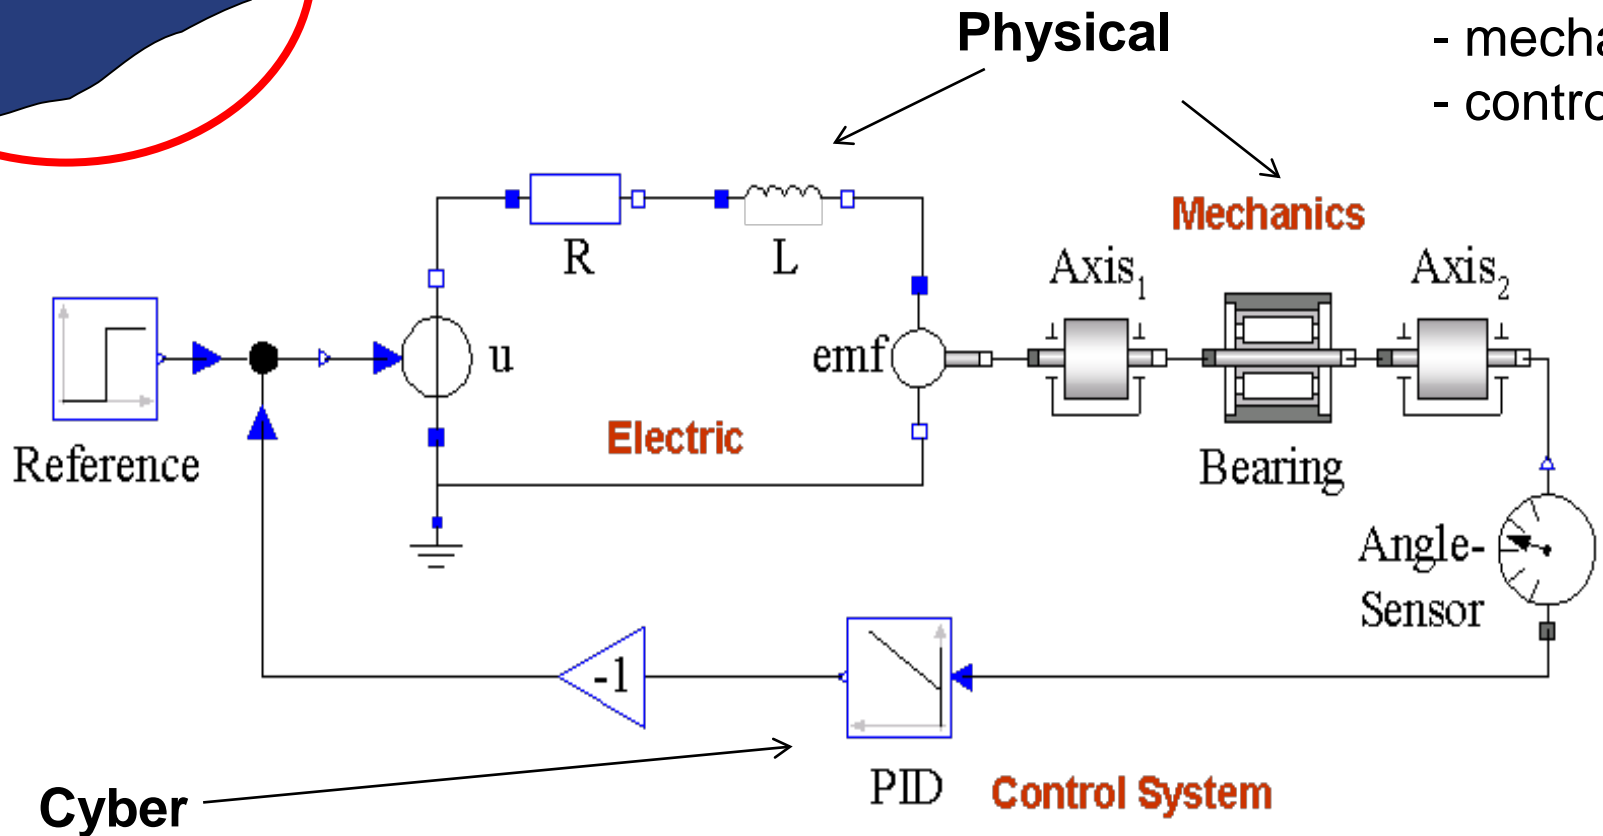 Physical
- mecha
- contro
Mechanics
R
L
Axis1
Axis2
u
emf
Electric
Reference
Bearing
Angle-
Sensor
-1
PID
Control System
Cyber